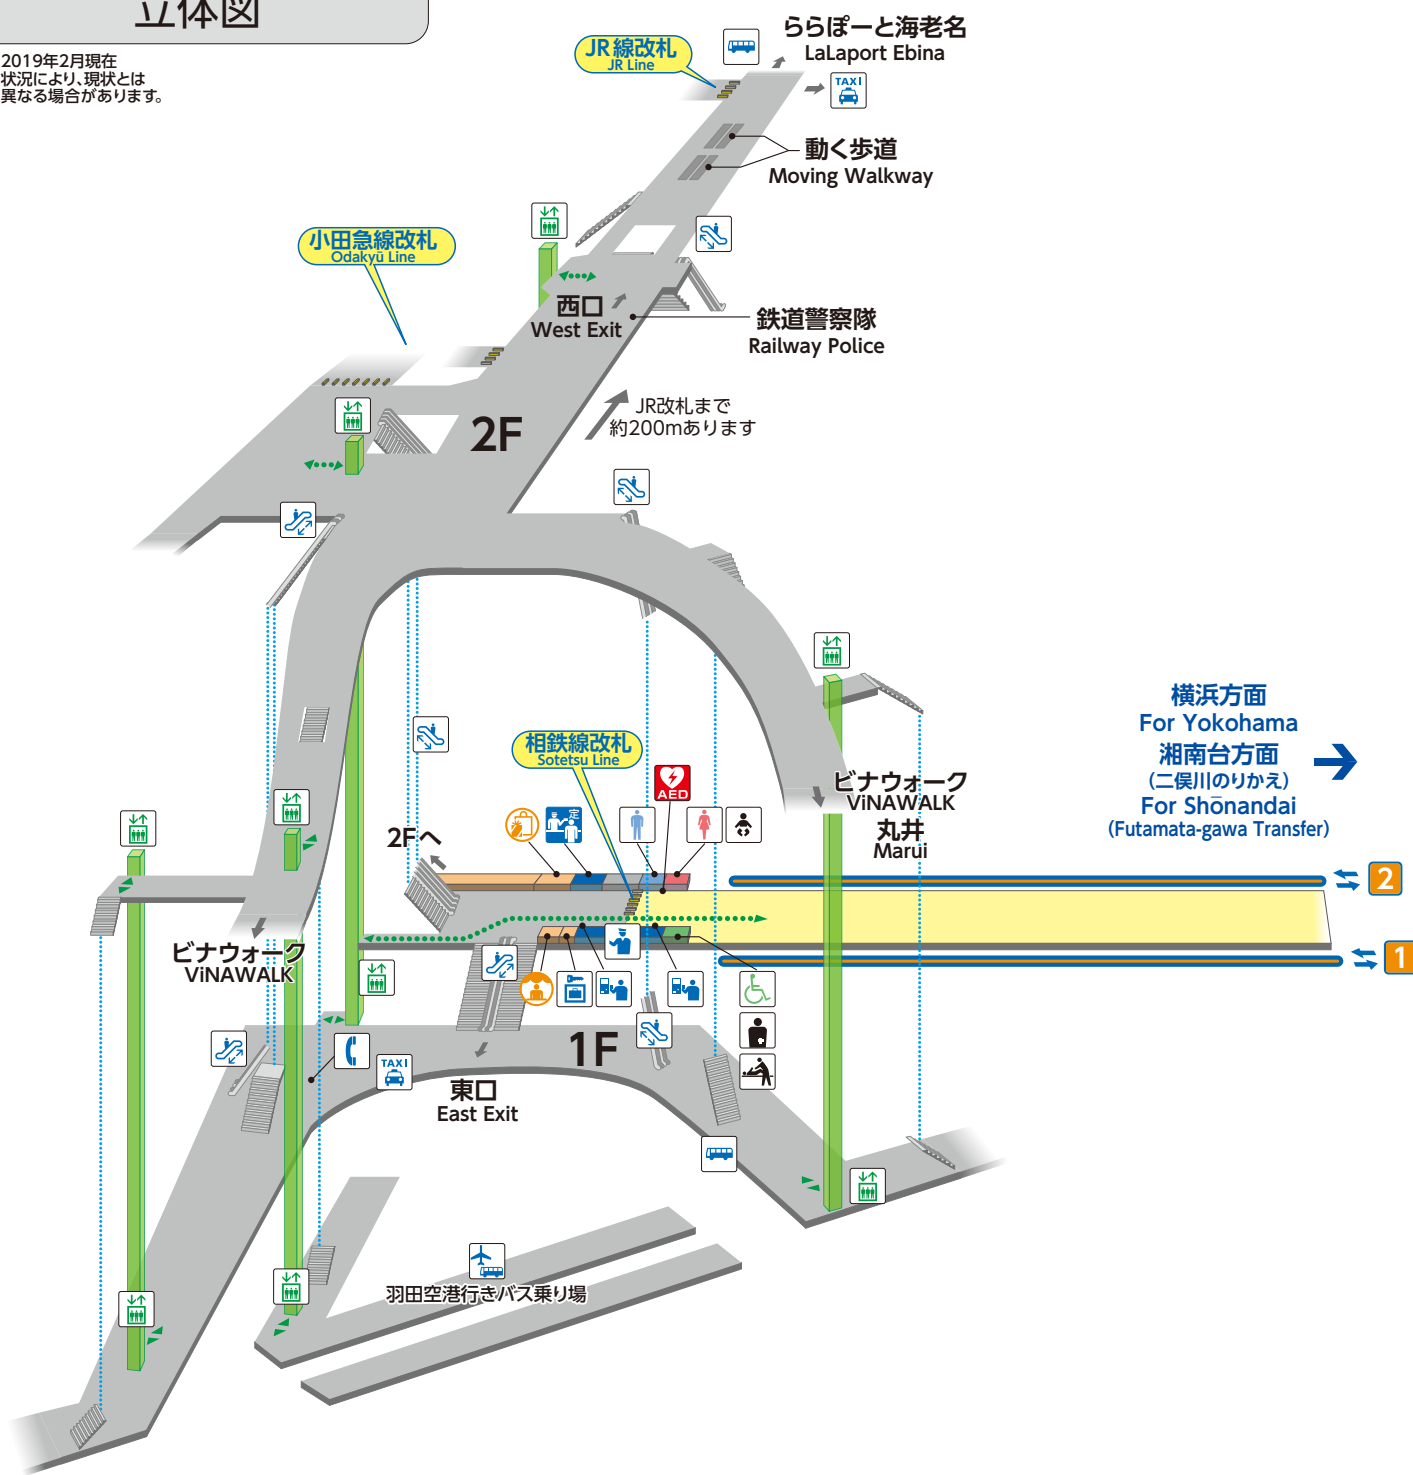 立体図
2019年2月現在
状況により、現状とは
異なる場合があります。
ららぽーと海老名
LaLaport Ebina
JR線改札
JR Line
TAXI
動く歩道
Moving Walkway
小田急線改札
Odakyū Line
西口
West Exit
鉄道警察隊
Railway Police
JR改札まで
約200mあります
2F
横浜方面
For Yokohama
湘南台方面
(二俣川のりかえ)
For Shōnandai
(Futamata-gawa Transfer)
相鉄線改札
Sotetsu Line
AED
ビナウォーク
ViNAWALK
丸井
Marui
定
2Fへ
2
1
ビナウォーク
ViNAWALK
1F
TAXI
東口
East Exit
羽田空港行きバス乗り場